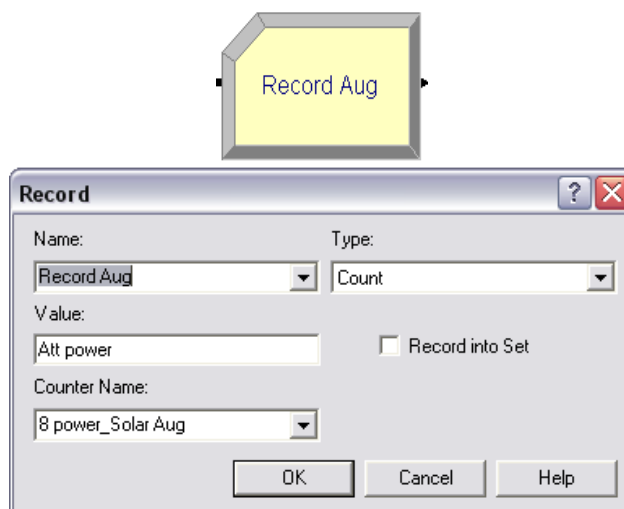 Record Aug
Record
Name:
Type:
Record Aug
Count
Value:
Att power
Record into Set
Counter Name:
8 power_Solar Aug
OK
Cancel
Help